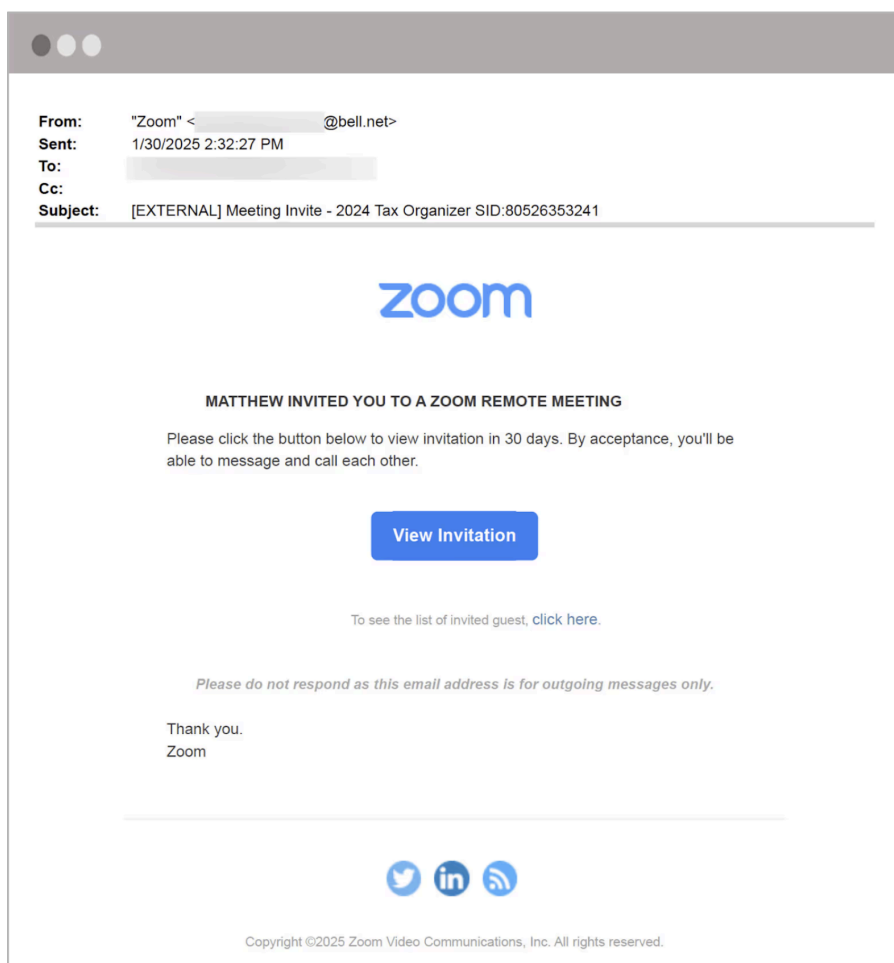 From: "Zoom" < @bell.net>
Sent: 1/30/2025 2:32:27 PM
To:
Cc:
Subject: [EXTERNAL] Meeting Invite - 2024 Tax Organizer SID:80526353241
zoom
MATTHEW INVITED YOU TO A ZOOM REMOTE MEETING
Please click the button below to view invitation in 30 days. By acceptance, you'll be
able to message and call each other.
View Invitation
To see the list of invited guest, click here.
Please do not respond as this email address is for outgoing messages only.
Thank you.
Zoom
in
Copyright ©2025 Zoom Video Communications, Inc. All rights reserved.